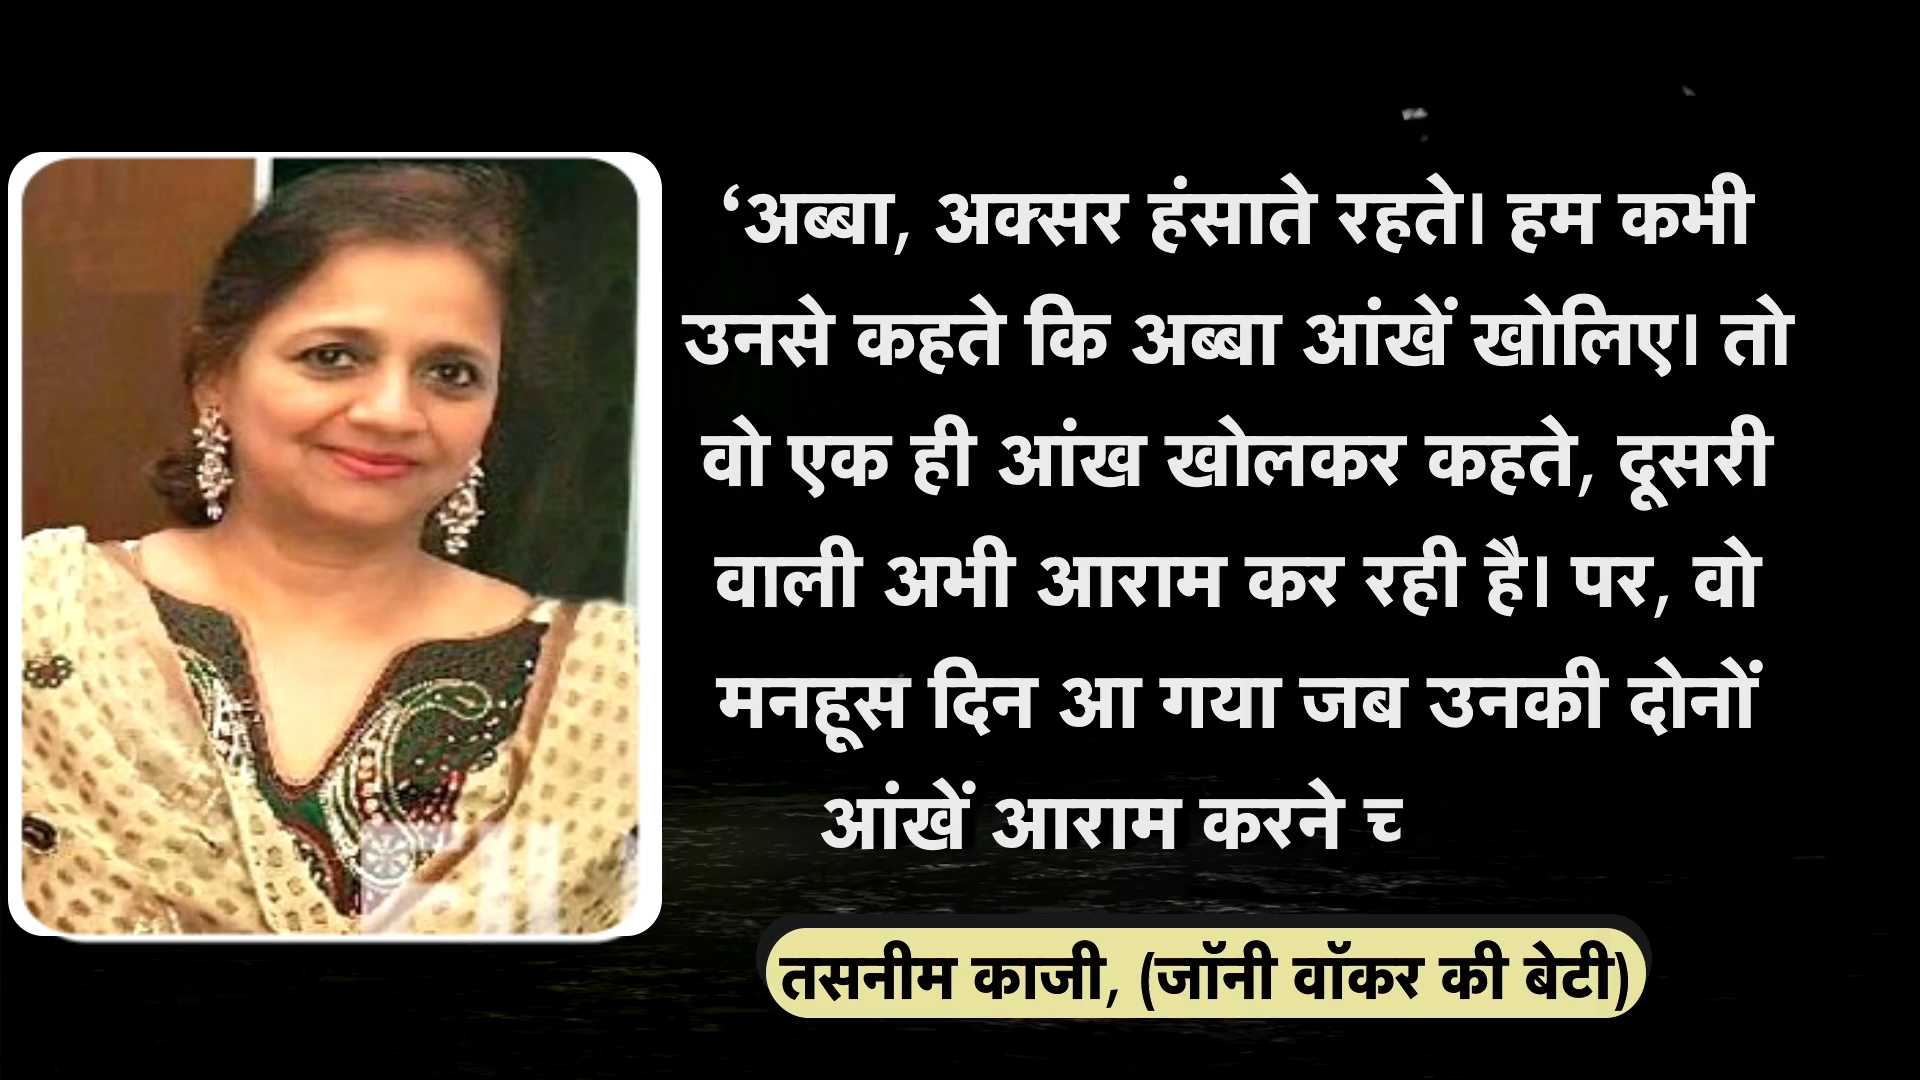 ‘अब्बा, अक्सर हंसाते रहते। हम कभी
उनसे कहते कि अब्बा आंखें खोलिए। तो
वो एक ही आंख खोलकर कहते, दूसरी
वाली अभी आराम कर रही है। पर, वो
मनहूस दिन आ गया जब उनकी दोनों
आंखें आराम करने च
तसनीम काजी, (जॉनी वॉकर की बेटी)